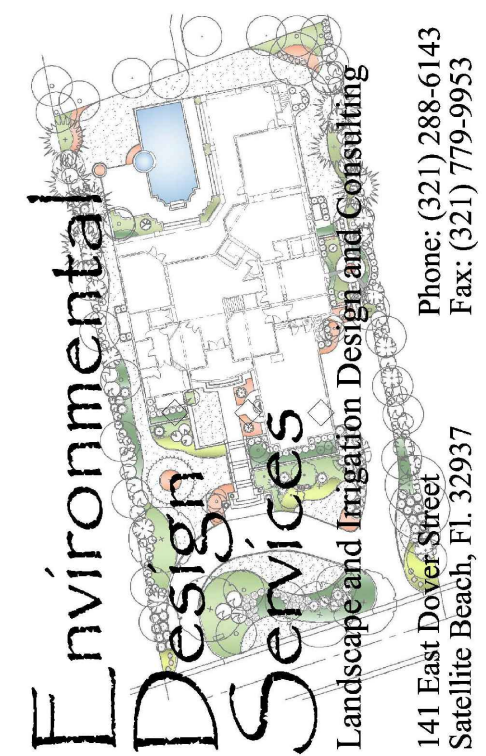 Environmental
Design
Services
Landscape and Irrigation Design and Consulting
141 East Dover Street
Phone: (321) 288-6143
Satellite Beach, Fl. 32937
Fax: (321) 779-9953